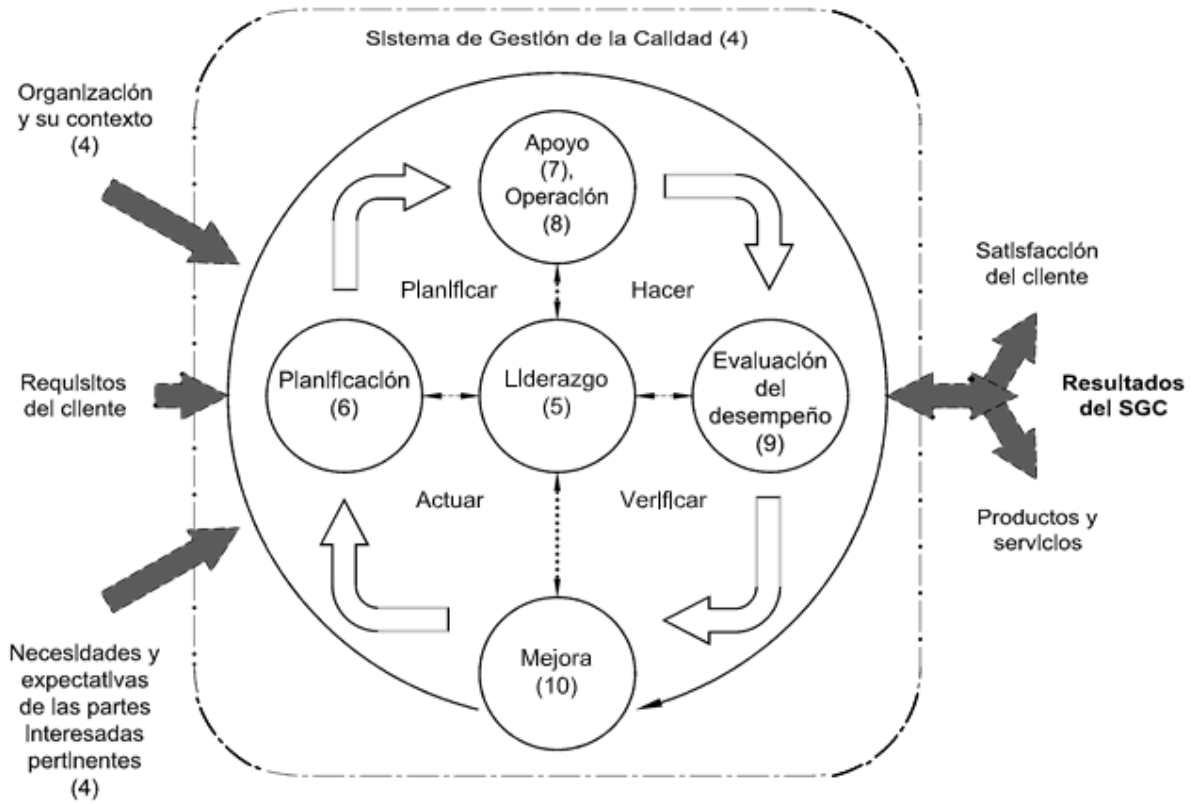 Sistema de Gestión de la Calidad (4)
Organización
y su contexto
(4)
Apoyo
(7),
Operación
(8)
Planificar
Hacer
Satisfacción
del cliente
Requisitos
del cliente
Planificación
(6)
Liderazgo
(5)
Evaluación
del
desempeño
(9)
Resultados
del SGC
Actuar
Verificar
Productos y
servicios
Necesidades y
expectativas
de las partes
interesadas
pertinentes
(4)
Mejora
(10)